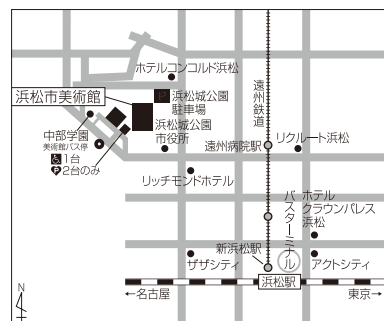 ホテルコンコルド浜松
浜松市美術館
P
浜松城公園
駐車場
遠州鉄道
浜松城公園
中部学園
美術館バス停
市役所
1台
2台のみ
遠州病院駅
リクルート浜松
リッチモンドホテル
バスターミナル
ホテル
クラウンパレス
浜松
新浜松駅
ザザシティ
アクトシティ
浜松駅
←名古屋
東京→
N